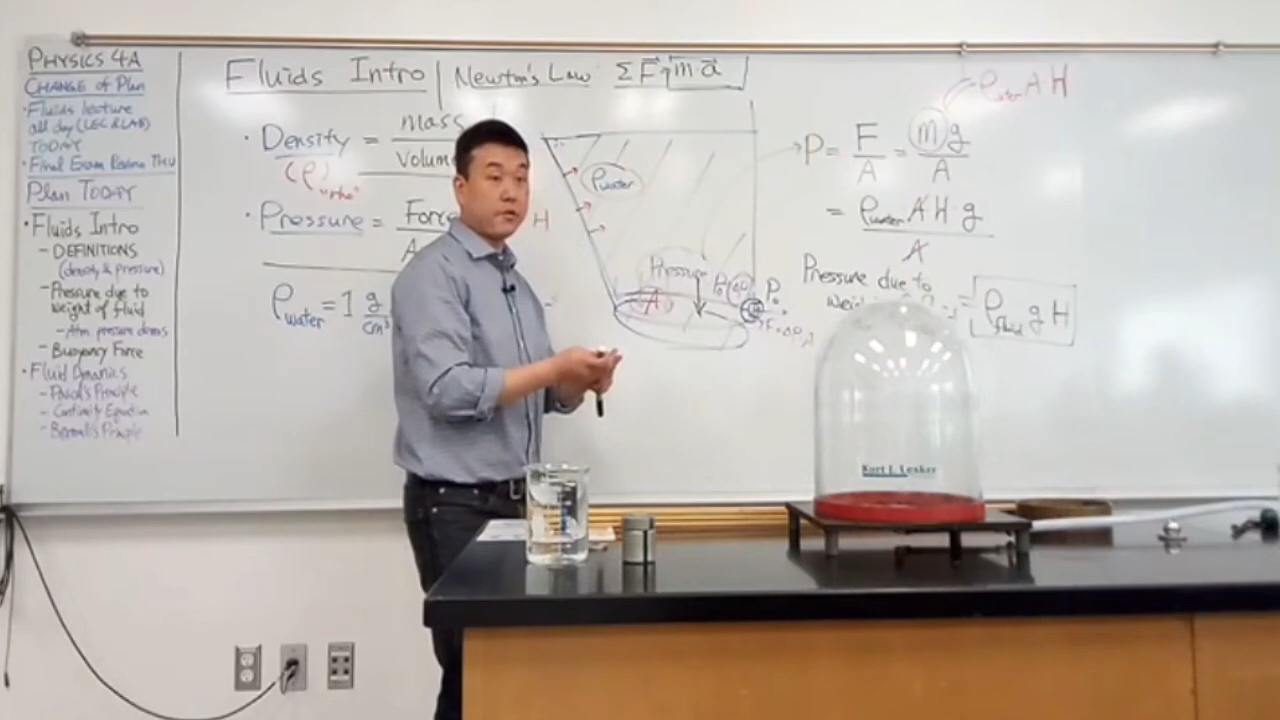 PHYSICS 4A
CHANGE of Plan
· Fluids lecture
all day (LEC & LAB)
TODAY
· Final Exam Review THU
Plan TODAY
· Fluids Intro
- DEFINITIONS
(density & pressure)
- Pressure due to
weight of fluid
- Atm pressure demos
- Buoyancy Force
· Fluid Dynamics
- Pascal's Principle
- Continuity Equation
- Bernoulli's Principle
Fluids Intro | Newton's Law ΣF = m·a
· Density = mass
Volum
(ρ) "rho"
· Pressure = Forc
A
ρwater = 1 g
cm³
H
ρwater
Pressure
A
P₀
P = F/A = mg/A
ρwater A H
= ρwater A H g
A
Pressure due to
= ρfluid g H
Kurt J. Lesker